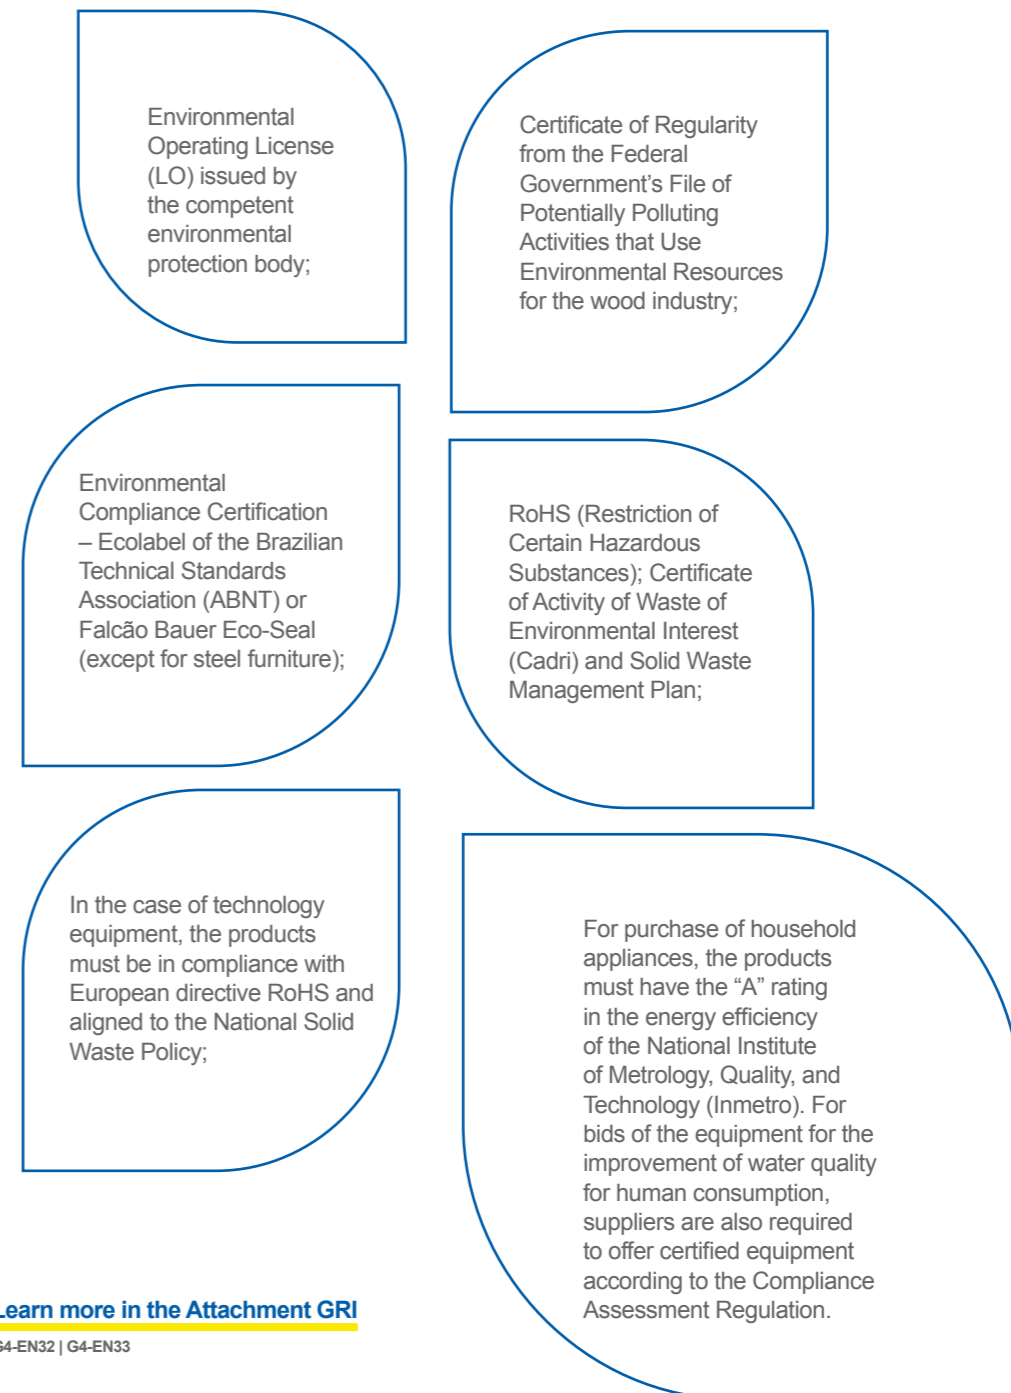 Environmental
Operating License
(LO) issued by
the competent
environmental
protection body;
Certificate of Regularity
from the Federal
Government’s File of
Potentially Polluting
Activities that Use
Environmental Resources
for the wood industry;
Environmental
Compliance Certification
– Ecolabel of the Brazilian
Technical Standards
Association (ABNT) or
Falcão Bauer Eco-Seal
(except for steel furniture);
RoHS (Restriction of
Certain Hazardous
Substances); Certificate
of Activity of Waste of
Environmental Interest
(Cadri) and Solid Waste
Management Plan;
In the case of technology
equipment, the products
must be in compliance with
European directive RoHS and
aligned to the National Solid
Waste Policy;
For purchase of household
appliances, the products
must have the “A” rating
in the energy efficiency
of the National Institute
of Metrology, Quality, and
Technology (Inmetro). For
bids of the equipment for the
improvement of water quality
for human consumption,
suppliers are also required
to offer certified equipment
according to the Compliance
Assessment Regulation.
Learn more in the Attachment GRI
G4-EN32 | G4-EN33